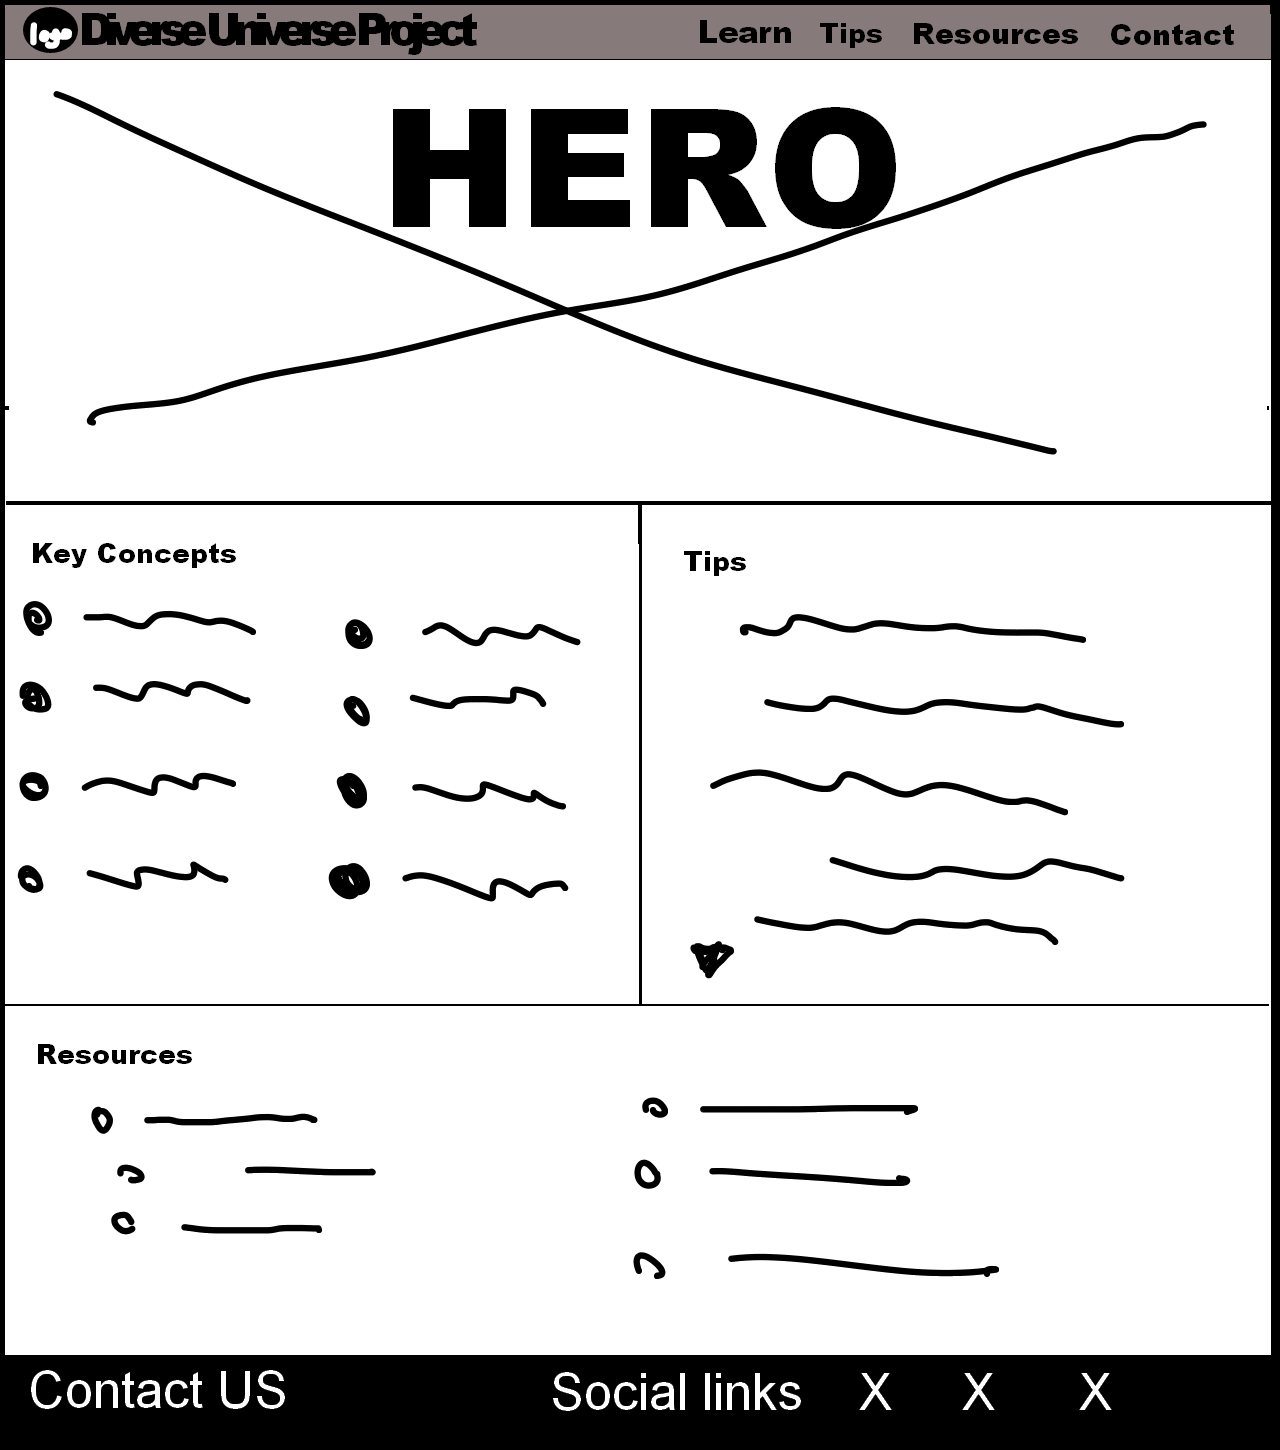 logo Diverse Universe Project Learn Tips Resources Contact
HERO
Key Concepts
Tips
Resources
Contact US Social links X X X